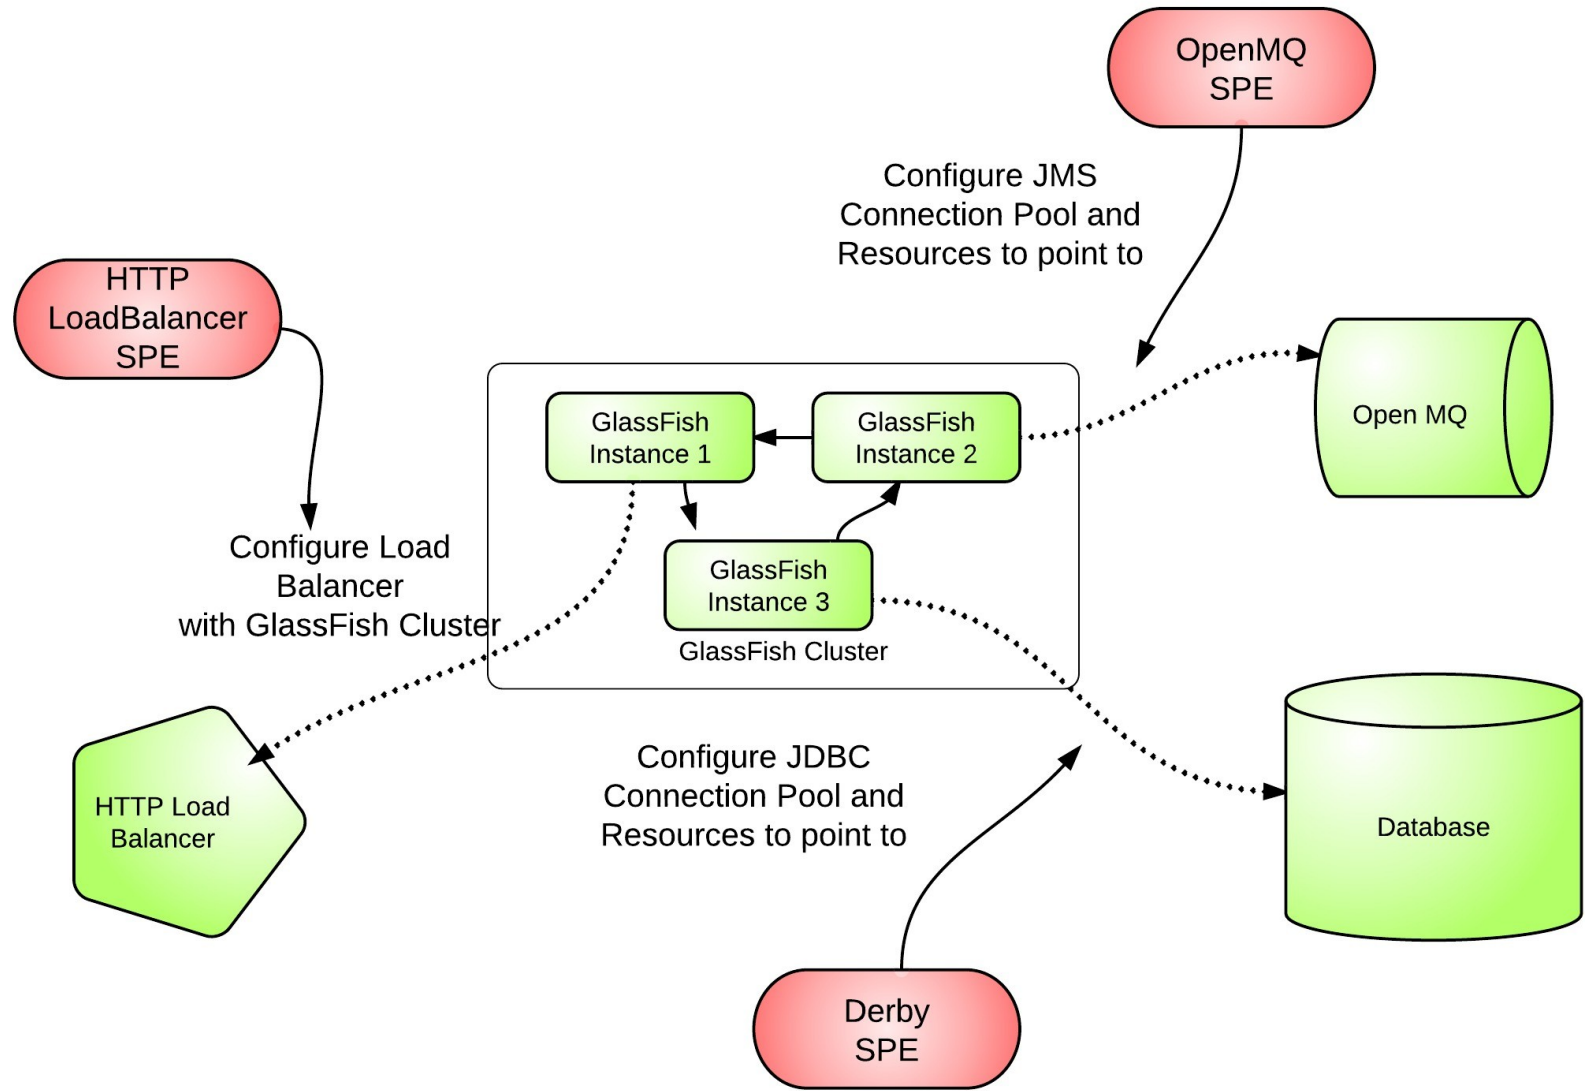 OpenMQ
SPE
Configure JMS
Connection Pool and
Resources to point to
HTTP
LoadBalancer
SPE
GlassFish
Instance 1
GlassFish
Instance 2
Open MQ
GlassFish
Instance 3
GlassFish Cluster
Configure Load
Balancer
with GlassFish Cluster
HTTP Load
Balancer
Configure JDBC
Connection Pool and
Resources to point to
Database
Derby
SPE